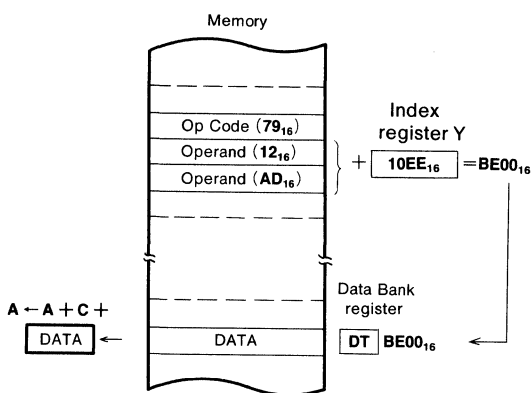 Memory
Op Code (79₁₆)
Operand (12₁₆)
Operand (AD₁₆)
Index
register Y
+ 10EE₁₆ =BE00₁₆
Data Bank
register
A ← A + C +
DATA ←
DATA
DT BE00₁₆